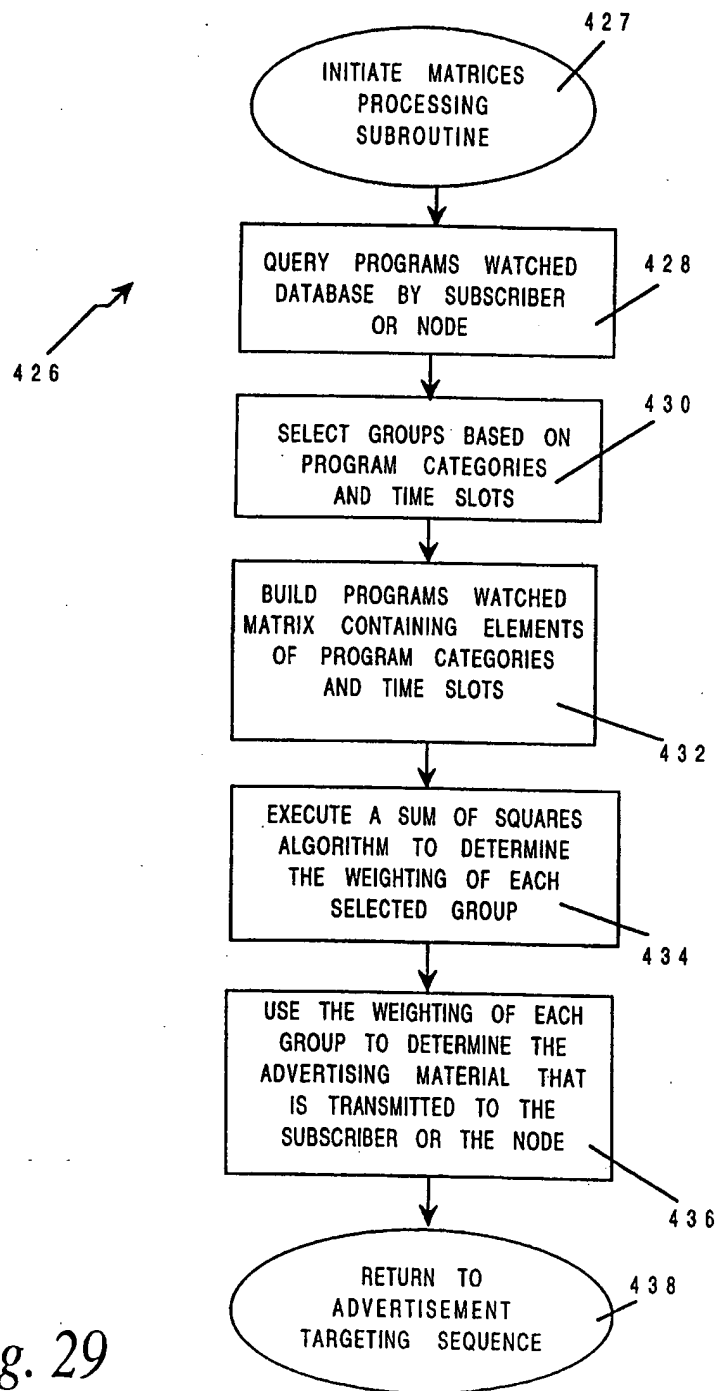 427
INITIATE MATRICES
PROCESSING
SUBROUTINE
QUERY PROGRAMS WATCHED
DATABASE BY SUBSCRIBER
OR NODE
428
426
SELECT GROUPS BASED ON
PROGRAM CATEGORIES
AND TIME SLOTS
430
BUILD PROGRAMS WATCHED
MATRIX CONTAINING ELEMENTS
OF PROGRAM CATEGORIES
AND TIME SLOTS
432
EXECUTE A SUM OF SQUARES
ALGORITHM TO DETERMINE
THE WEIGHTING OF EACH
SELECTED GROUP
434
USE THE WEIGHTING OF EACH
GROUP TO DETERMINE THE
ADVERTISING MATERIAL THAT
IS TRANSMITTED TO THE
SUBSCRIBER OR THE NODE
436
RETURN TO
ADVERTISEMENT
TARGETING SEQUENCE
438
g. 29